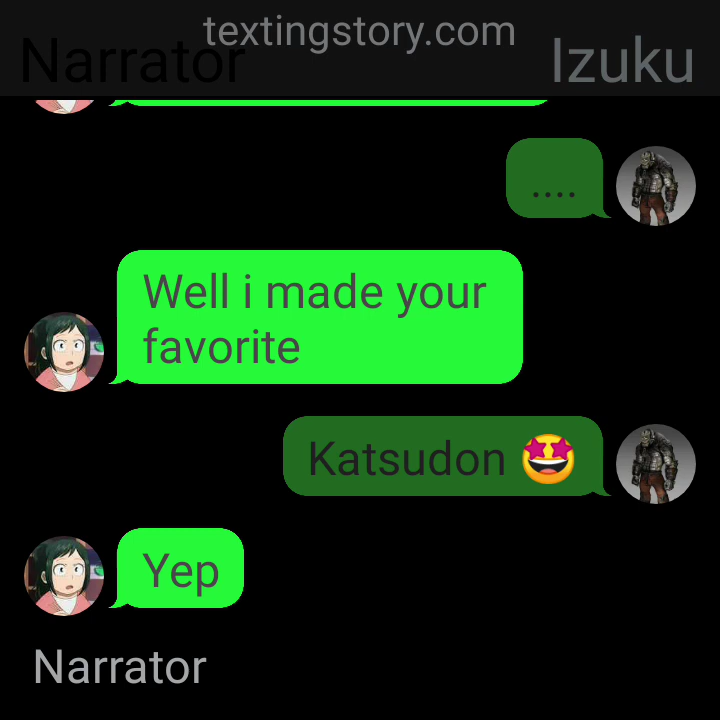 textingstory.com
Narrator
Izuku
....
Well i made your
favorite
Katsudon 🤩
Yep
Narrator